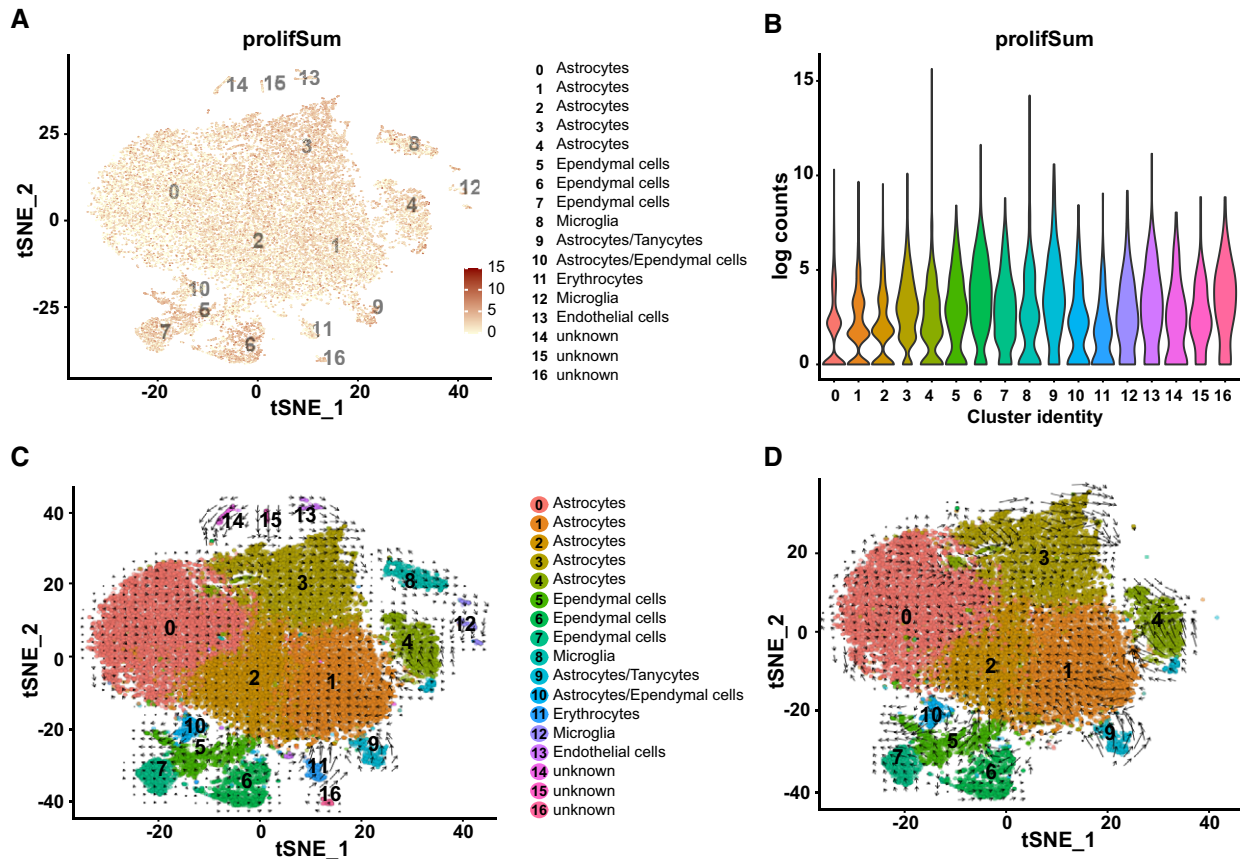 A
prolifSum
tSNE_2
25
0
-25
-20
0
20
40
tSNE_1
14
15
13
3
8
12
0
4
2
1
10
5
9
7
6
11
16
15
10
5
0
0 Astrocytes
1 Astrocytes
2 Astrocytes
3 Astrocytes
4 Astrocytes
5 Ependymal cells
6 Ependymal cells
7 Ependymal cells
8 Microglia
9 Astrocytes/Tanycytes
10 Astrocytes/Ependymal cells
11 Erythrocytes
12 Microglia
13 Endothelial cells
14 unknown
15 unknown
16 unknown
B
prolifSum
log counts
15
10
5
0
0 1 2 3 4 5 6 7 8 9 10 11 12 13 14 15 16
Cluster identity
C
tSNE_2
40
20
0
-20
-40
-20
0
20
40
tSNE_1
14
15
13
3
8
12
0
4
2
1
10
5
9
7
6
11
16
0 Astrocytes
1 Astrocytes
2 Astrocytes
3 Astrocytes
4 Astrocytes
5 Ependymal cells
6 Ependymal cells
7 Ependymal cells
8 Microglia
9 Astrocytes/Tanycytes
10 Astrocytes/Ependymal cells
11 Erythrocytes
12 Microglia
13 Endothelial cells
14 unknown
15 unknown
16 unknown
D
tSNE_2
20
0
-20
-40
-20
0
20
40
tSNE_1
3
0
4
2
1
10
5
9
7
6